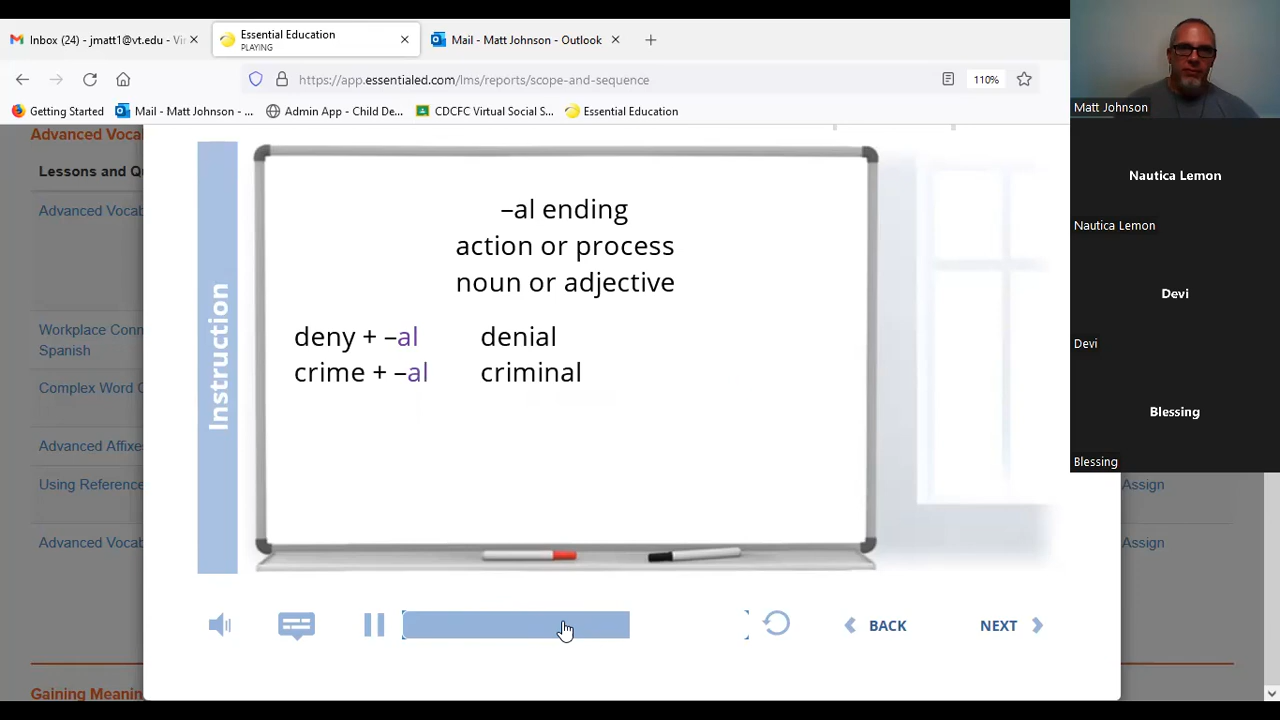 Inbox (24) - jmatt1@vt.edu - Vi
Essential Education
PLAYING
Mail - Matt Johnson - Outlook
https://app.essentialed.com/lms/reports/scope-and-sequence
110%
Getting Started
Mail - Matt Johnson - ...
Admin App - Child De...
CDCFC Virtual Social S...
Essential Education
Advanced Voca
Lessons and Qu
Advanced Vocab
Workplace Conn
Spanish
Complex Word C
Advanced Affixe
Using Reference
Advanced Vocab
Gaining Meanin
Instruction
–al ending
action or process
noun or adjective
deny + –al denial
crime + –al criminal
BACK
NEXT
Assign
Assign
Matt Johnson
Nautica Lemon
Nautica Lemon
Devi
Devi
Blessing
Blessing